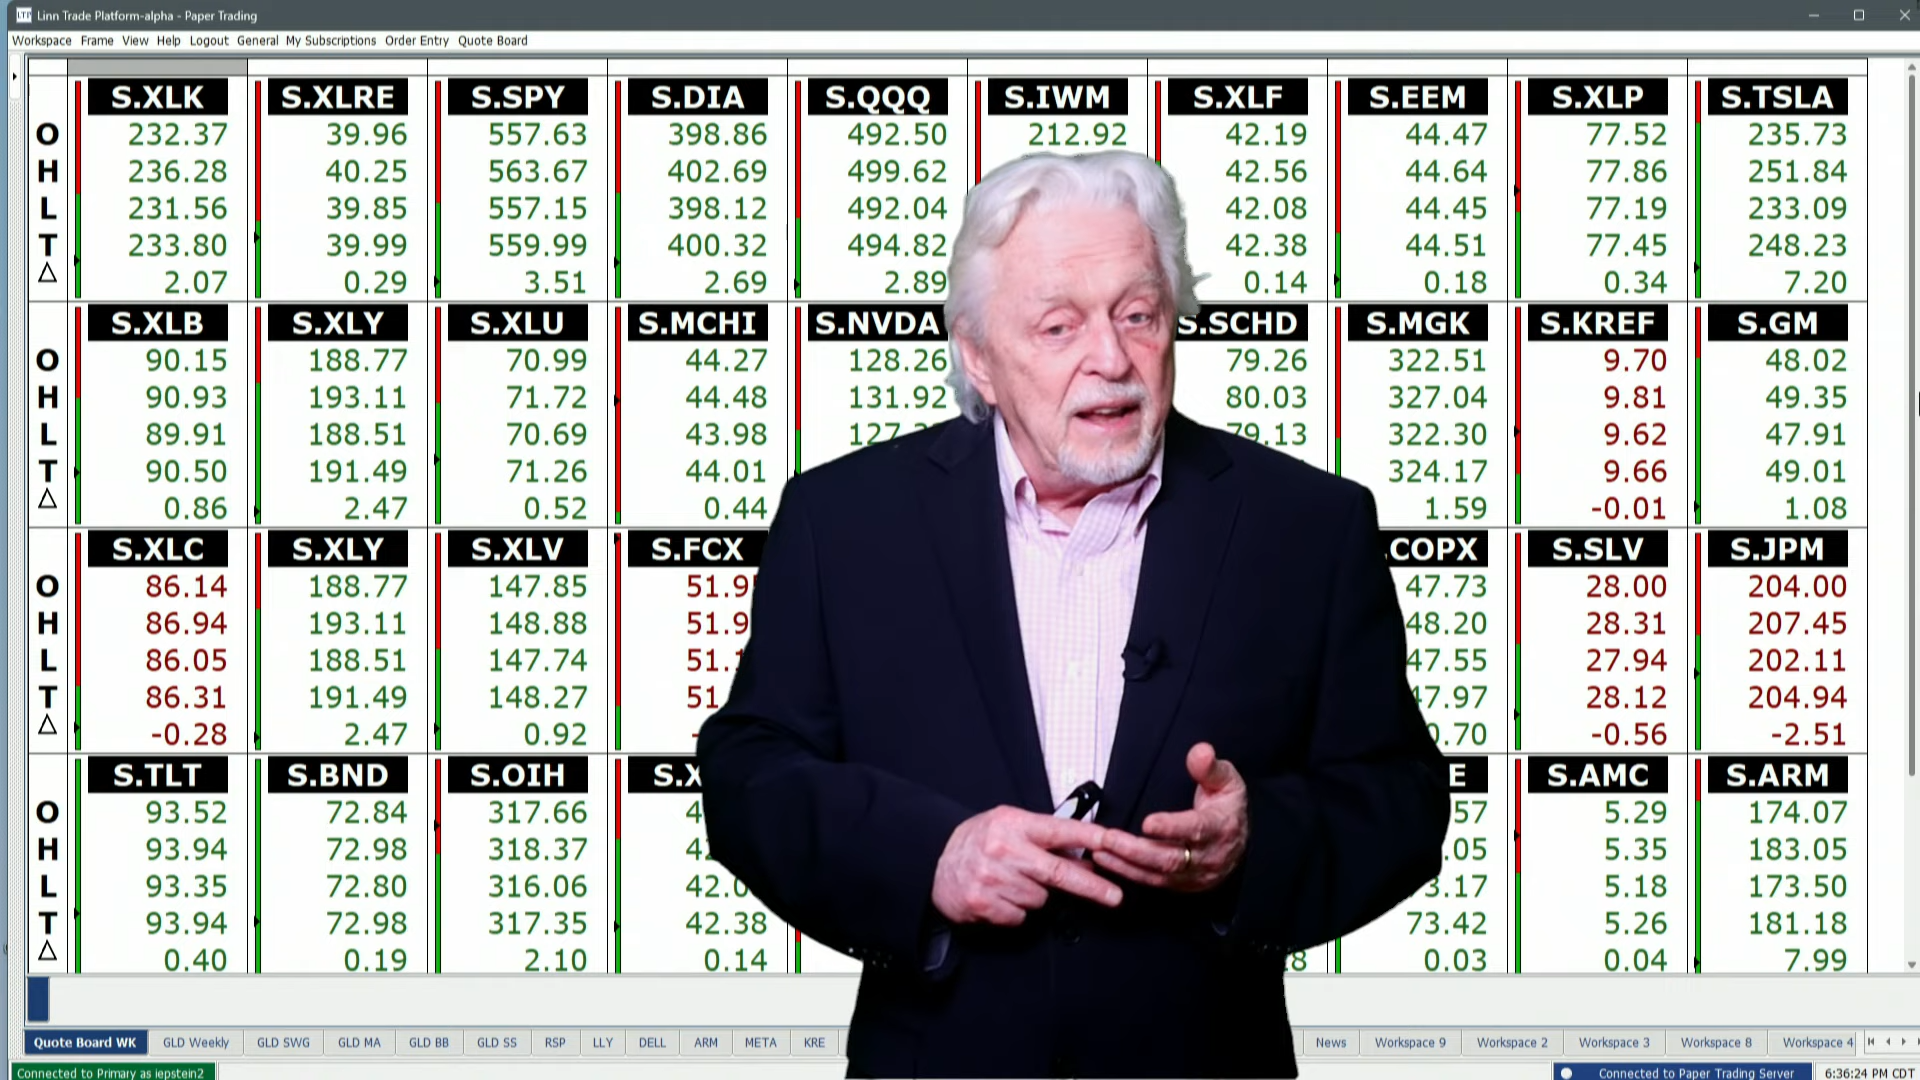 Linn Trade Platform-alpha - Paper Trading
Workspace Frame View Help Logout General My Subscriptions Order Entry Quote Board
S.XLK S.XLRE S.SPY S.DIA S.QQQ S.IWM S.XLF S.EEM S.XLP S.TSLA
O 232.37 39.96 557.63 398.86 492.50 212.92 42.19 44.47 77.52 235.73
H 236.28 40.25 563.67 402.69 499.62 42.56 44.64 77.86 251.84
L 231.56 39.85 557.15 398.12 492.04 42.08 44.45 77.19 233.09
T 233.80 39.99 559.99 400.32 494.82 42.38 44.51 77.45 248.23
△ 2.07 0.29 3.51 2.69 2.89 0.14 0.18 0.34 7.20
S.XLB S.XLY S.XLU S.MCHI S.NVDA S.SCHD S.MGK S.KREF S.GM
O 90.15 188.77 70.99 44.27 128.26 79.26 322.51 9.70 48.02
H 90.93 193.11 71.72 44.48 131.92 80.03 327.04 9.81 49.35
L 89.91 188.51 70.69 43.98 79.13 322.30 9.62 47.91
T 90.50 191.49 71.26 44.01 324.17 9.66 49.01
△ 0.86 2.47 0.52 0.44 1.59 -0.01 1.08
S.XLC S.XLY S.XLV S.FCX COPX S.SLV S.JPM
O 86.14 188.77 147.85 47.73 28.00 204.00
H 86.94 193.11 148.88 48.20 28.31 207.45
L 86.05 188.51 147.74 47.55 27.94 202.11
T 86.31 191.49 148.27 47.97 28.12 204.94
△ -0.28 2.47 0.92 0.70 -0.56 -2.51
S.TLT S.BND S.OIH S.AMC S.ARM
O 93.52 72.84 317.66 5.29 174.07
H 93.94 72.98 318.37 5.35 183.05
L 93.35 72.80 316.06 5.18 173.50
T 93.94 72.98 317.35 42.38 73.42 5.26 181.18
△ 0.40 0.19 2.10 0.14 0.03 0.04 7.99
Quote Board WK GLD Weekly GLD SWG GLD MA GLD BB GLD SS RSP LLY DELL ARM META KRE News Workspace 9 Workspace 2 Workspace 3 Workspace 8 Workspace 4
Connected to Primary as iepstein2 Connected to Paper Trading Server 6:36:24 PM CDT